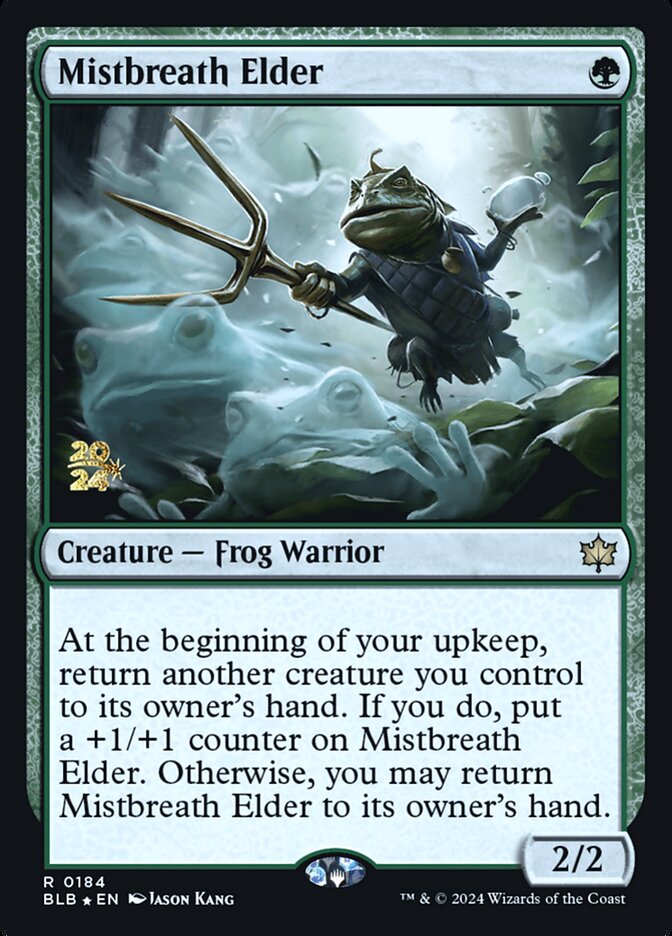 Mistbreath Elder
20
24
Creature — Frog Warrior
At the beginning of your upkeep,
return another creature you control
to its owner's hand. If you do, put
a +1/+1 counter on Mistbreath
Elder. Otherwise, you may return
Mistbreath Elder to its owner's hand.
2/2
R 0184
BLB ★ EN Jason Kang
™ & © 2024 Wizards of the Coast